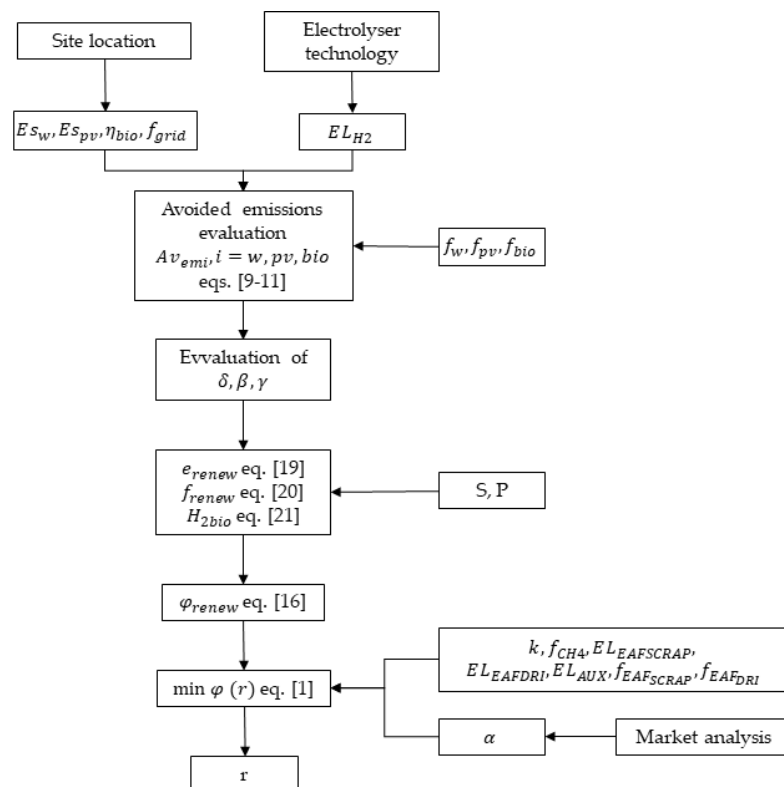 Site location
Electrolyser
technology
Es_w, Es_pv, η_bio, f_grid
EL_H2
Avoided emissions
evaluation
Av_emi, i = w, pv, bio
eqs. [9-11]
f_w, f_pv, f_bio
Evvaluation of
δ, β, γ
e_renew eq. [19]
f_renew eq. [20]
H_2bio eq. [21]
S, P
φ_renew eq. [16]
k, f_CH4, EL_EAFSCRAP,
EL_EAFDRI, EL_AUX, f_EAF_SCRAP, f_EAF_DRI
min φ (r) eq. [1]
α
Market analysis
r